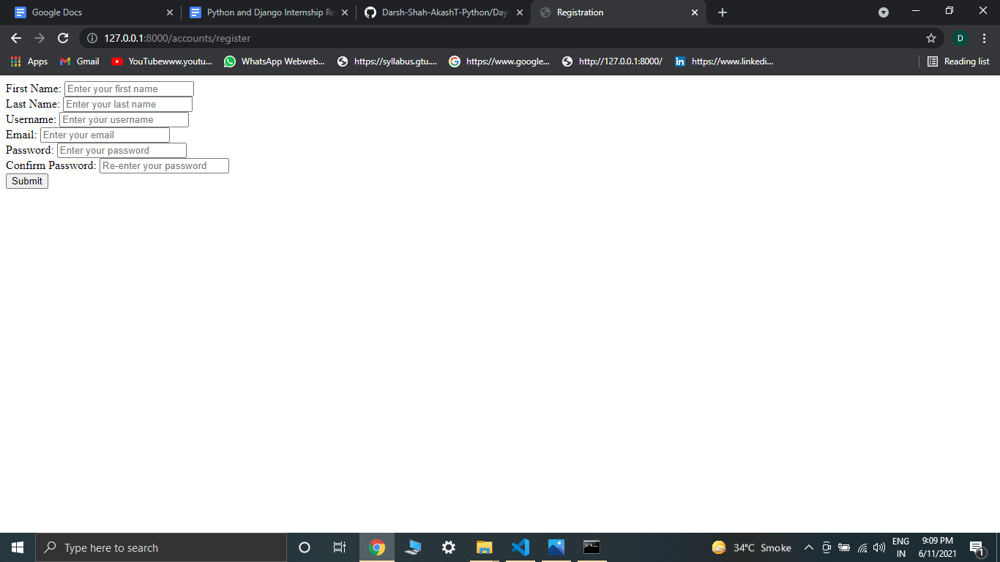 Google Docs
Python and Django Internship Re
Darsh-Shah-AkashT-Python/Day-
Registration
127.0.0.1:8000/accounts/register
D
Apps
Gmail
YouTubewww.youtu...
WhatsApp Webweb...
https://syllabus.gtu....
https://www.google...
http://127.0.0.1:8000/
in
https://www.linkedi...
Reading list
First Name: Enter your first name
Last Name: Enter your last name
Username: Enter your username
Email: Enter your email
Password: Enter your password
Confirm Password: Re-enter your password
Submit
Type here to search
34°C Smoke
ENG
IN
9:09 PM
6/11/2021
1